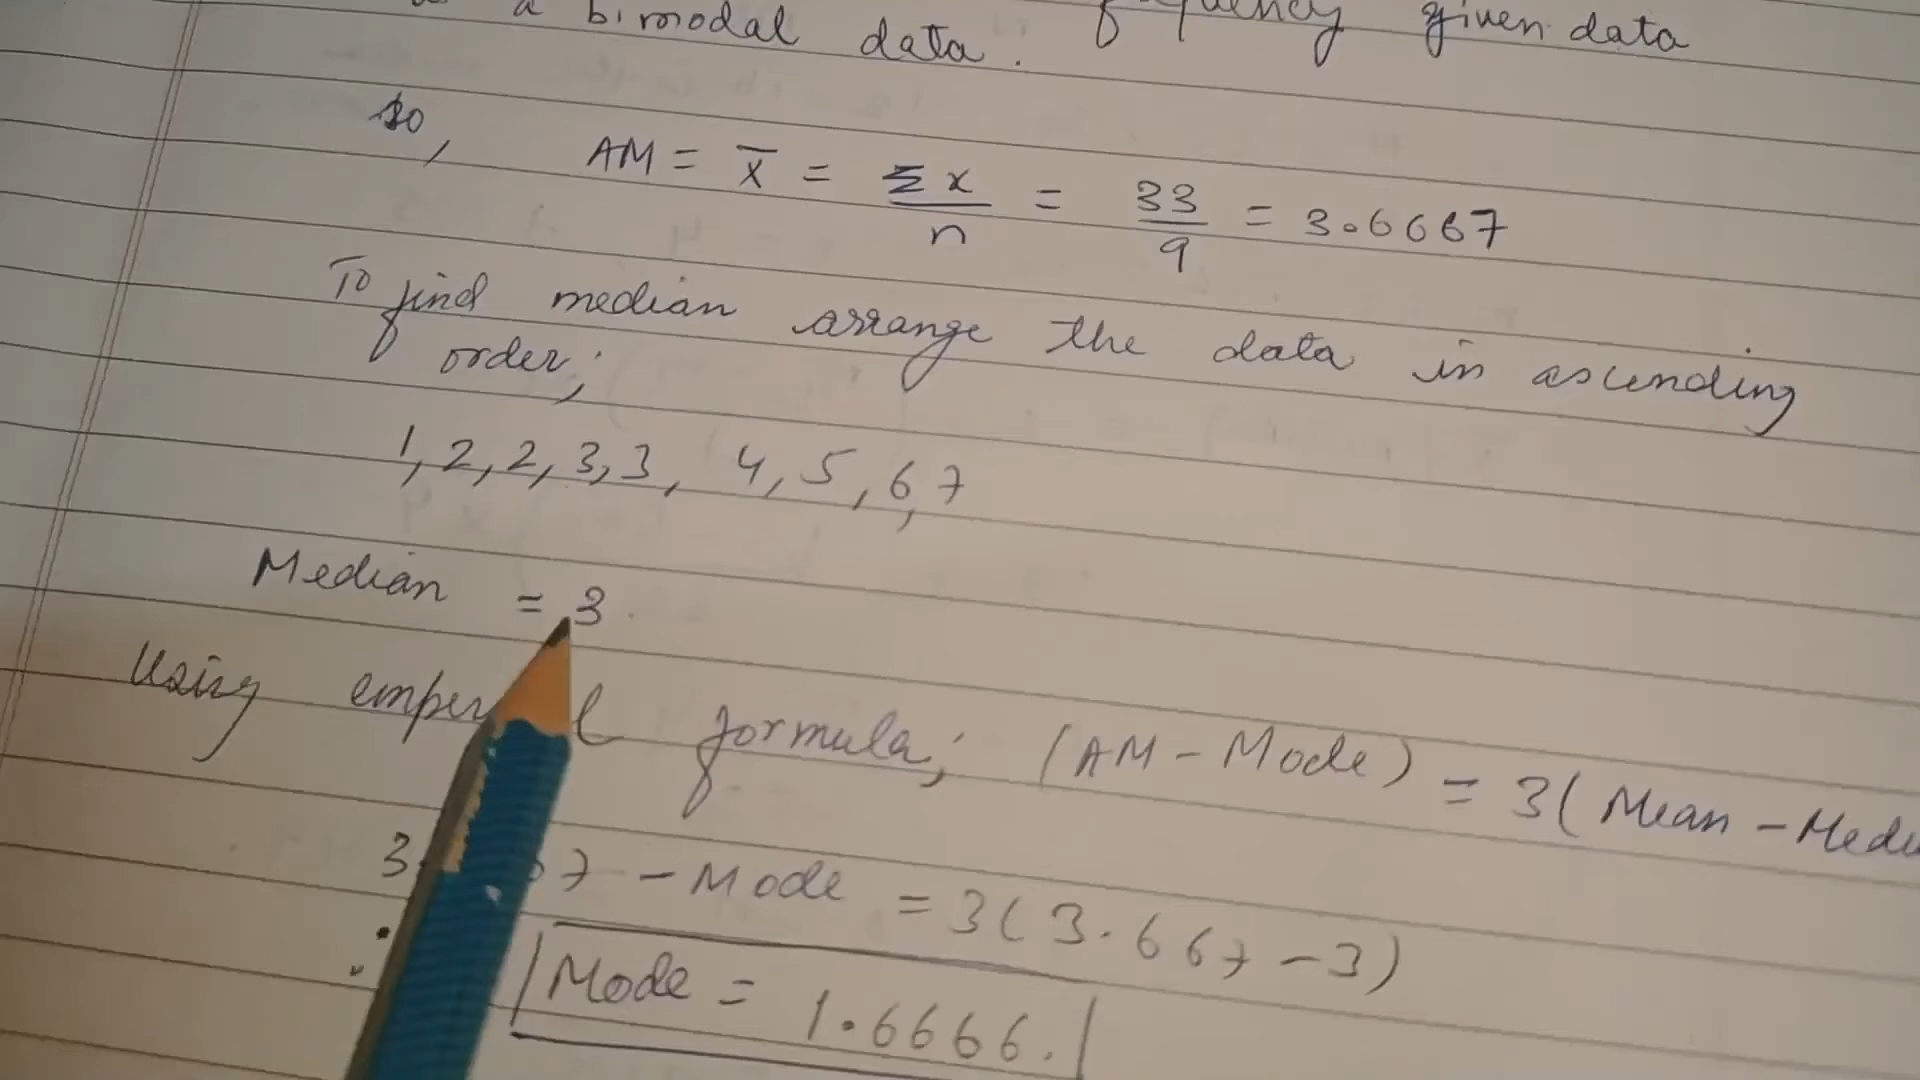 a bimodal data. frequency given data
So, AM = x̄ = Σx/n = 33/9 = 3.6667
To find median arrange the data in ascending
order;
1, 2, 2, 3, 3, 4, 5, 6, 7
Median = 3
Using formula; (AM - Mode) = 3(Mean - Medi
- Mode = 3(3.667 - 3)
Mode = 1.6666.